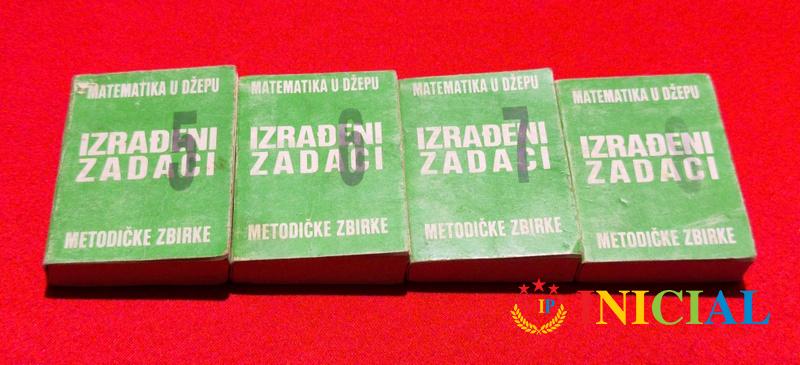 MATEMATIKA U DŽEPU
5
IZRAĐENI
ZADACI
METODIČKE ZBIRKE
MATEMATIKA U DŽEPU
6
IZRAĐENI
ZADACI
METODIČKE ZBIRKE
MATEMATIKA U DŽEPU
7
IZRAĐENI
ZADACI
METODIČKE ZBIRKE
MATEMATIKA U DŽEPU
IZRAĐENI
ZADACI
METODIČKE ZBIRKE
IP INICIAL